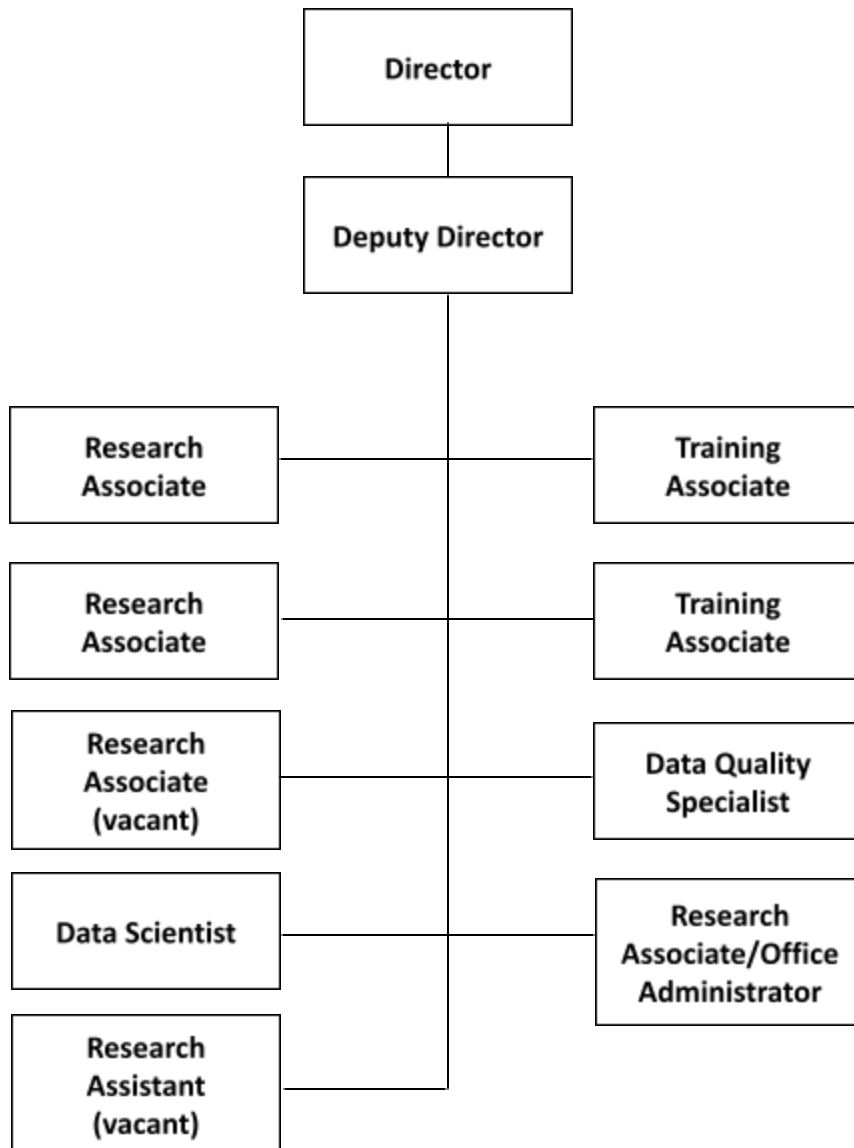 Director
Deputy Director
Research
Associate
Training
Associate
Research
Associate
Training
Associate
Research
Associate
(vacant)
Data Quality
Specialist
Data Scientist
Research
Associate/Office
Administrator
Research
Assistant
(vacant)